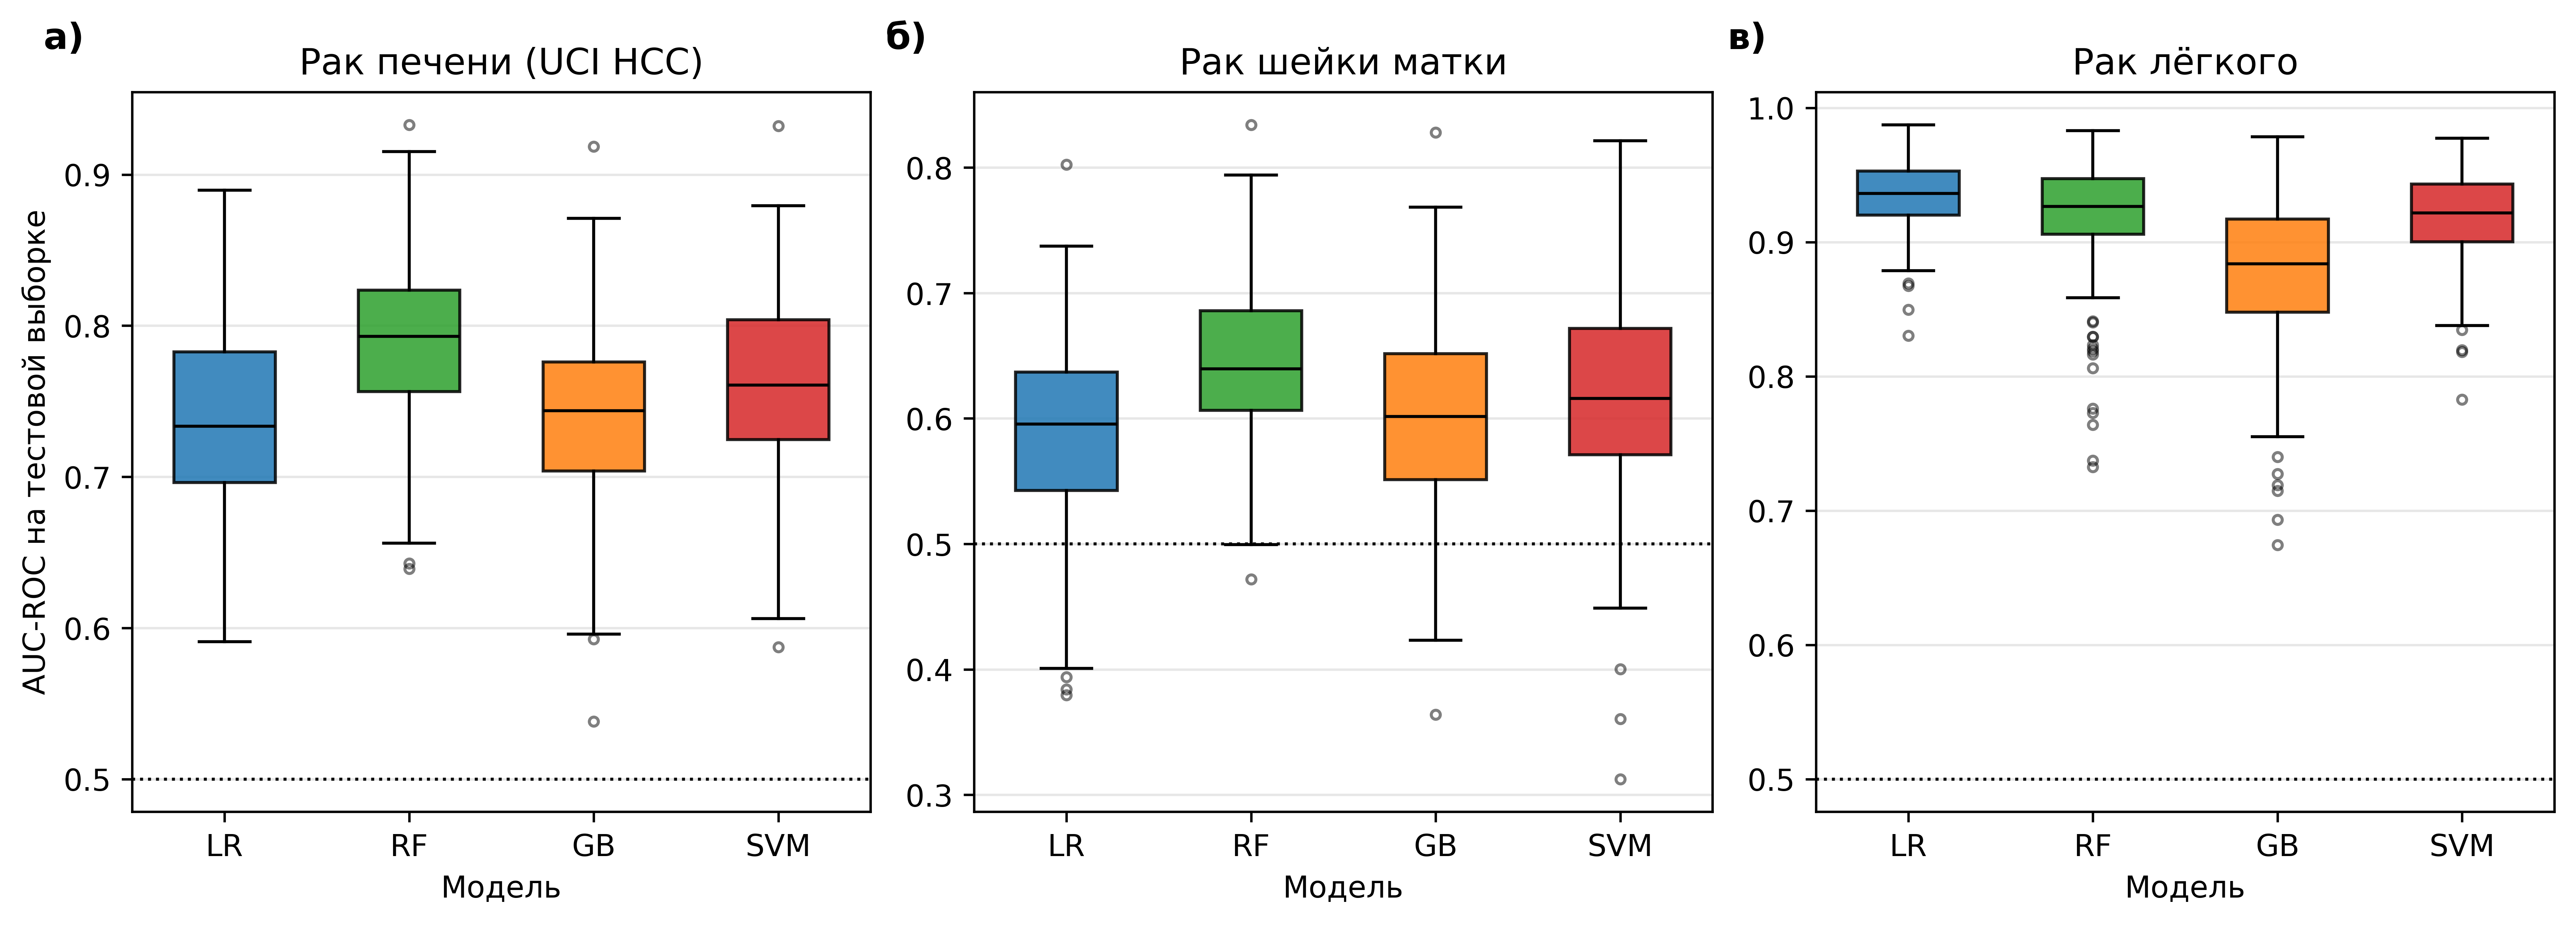 а)
Рак печени (UCI HCC)
AUC-ROC на тестовой выборке
0.9
0.8
0.7
0.6
0.5
LR RF GB SVM
Модель
б)
Рак шейки матки
0.8
0.7
0.6
0.5
0.4
0.3
LR RF GB SVM
Модель
в)
Рак лёгкого
1.0
0.9
0.8
0.7
0.6
0.5
LR RF GB SVM
Модель